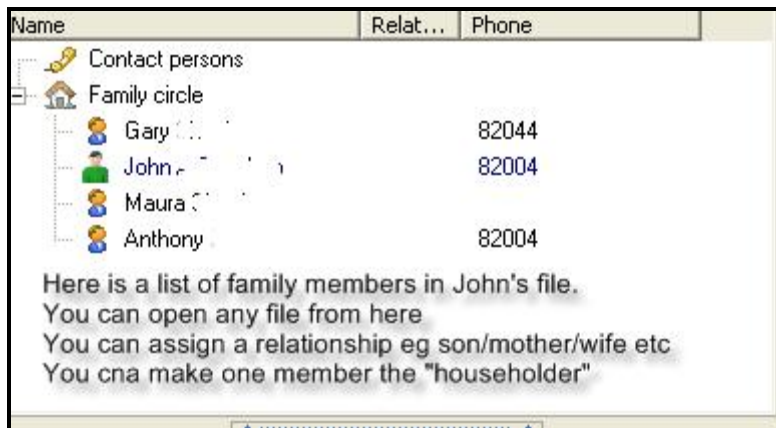 Name Relat... Phone
Contact persons
Family circle
Gary 82044
John 82004
Maura
Anthony 82004
Here is a list of family members in John's file.
You can open any file from here
You can assign a relationship eg son/mother/wife etc
You cna make one member the "householder"